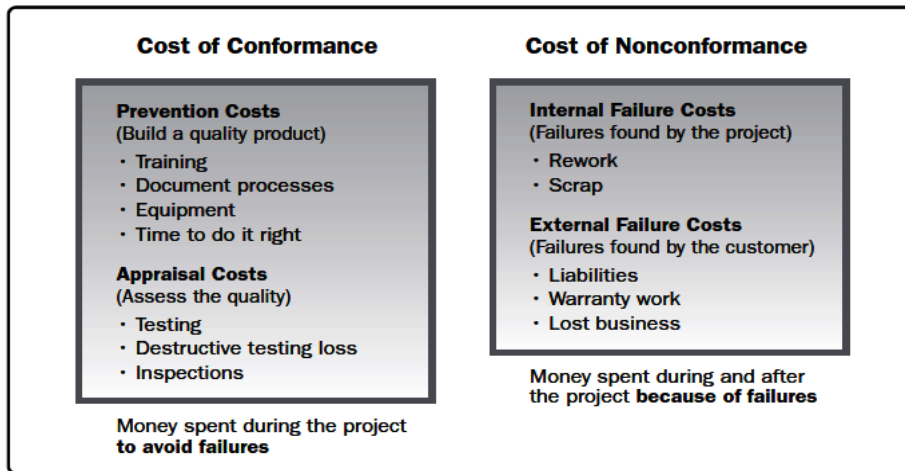 Cost of Conformance
Prevention Costs
(Build a quality product)
• Training
• Document processes
• Equipment
• Time to do it right
Appraisal Costs
(Assess the quality)
• Testing
• Destructive testing loss
• Inspections
Money spent during the project
to avoid failures
Cost of Nonconformance
Internal Failure Costs
(Failures found by the project)
• Rework
• Scrap
External Failure Costs
(Failures found by the customer)
• Liabilities
• Warranty work
• Lost business
Money spent during and after
the project because of failures